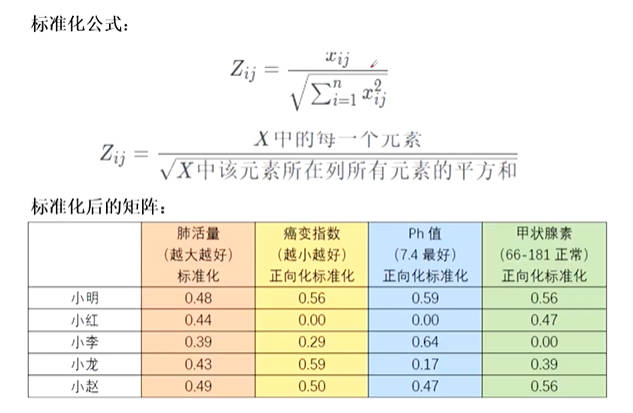 标准化公式：
Z_{ij} = \frac{x_{ij}}{\sqrt{\sum_{i=1}^{n} x_{ij}^{2}}}
Z_{ij} = \frac{X中的每一个元素}{\sqrt{X中该元素所在列所有元素的平方和}}
标准化后的矩阵：
肺活量 癌变指数 Ph 值 甲状腺素
（越大越好） （越小越好） （7.4 最好） （66-181 正常）
标准化 正向化标准化 正向化标准化 正向化标准化
小明 0.48 0.56 0.59 0.56
小红 0.44 0.00 0.00 0.47
小李 0.39 0.29 0.64 0.00
小龙 0.43 0.59 0.17 0.39
小赵 0.49 0.50 0.47 0.56